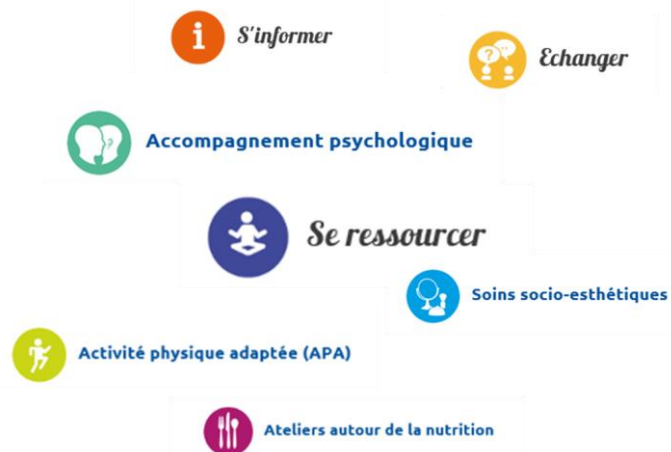 S'informer
Echanger
Accompagnement psychologique
Se ressourcer
Soins socio-esthétiques
Activité physique adaptée (APA)
Ateliers autour de la nutrition